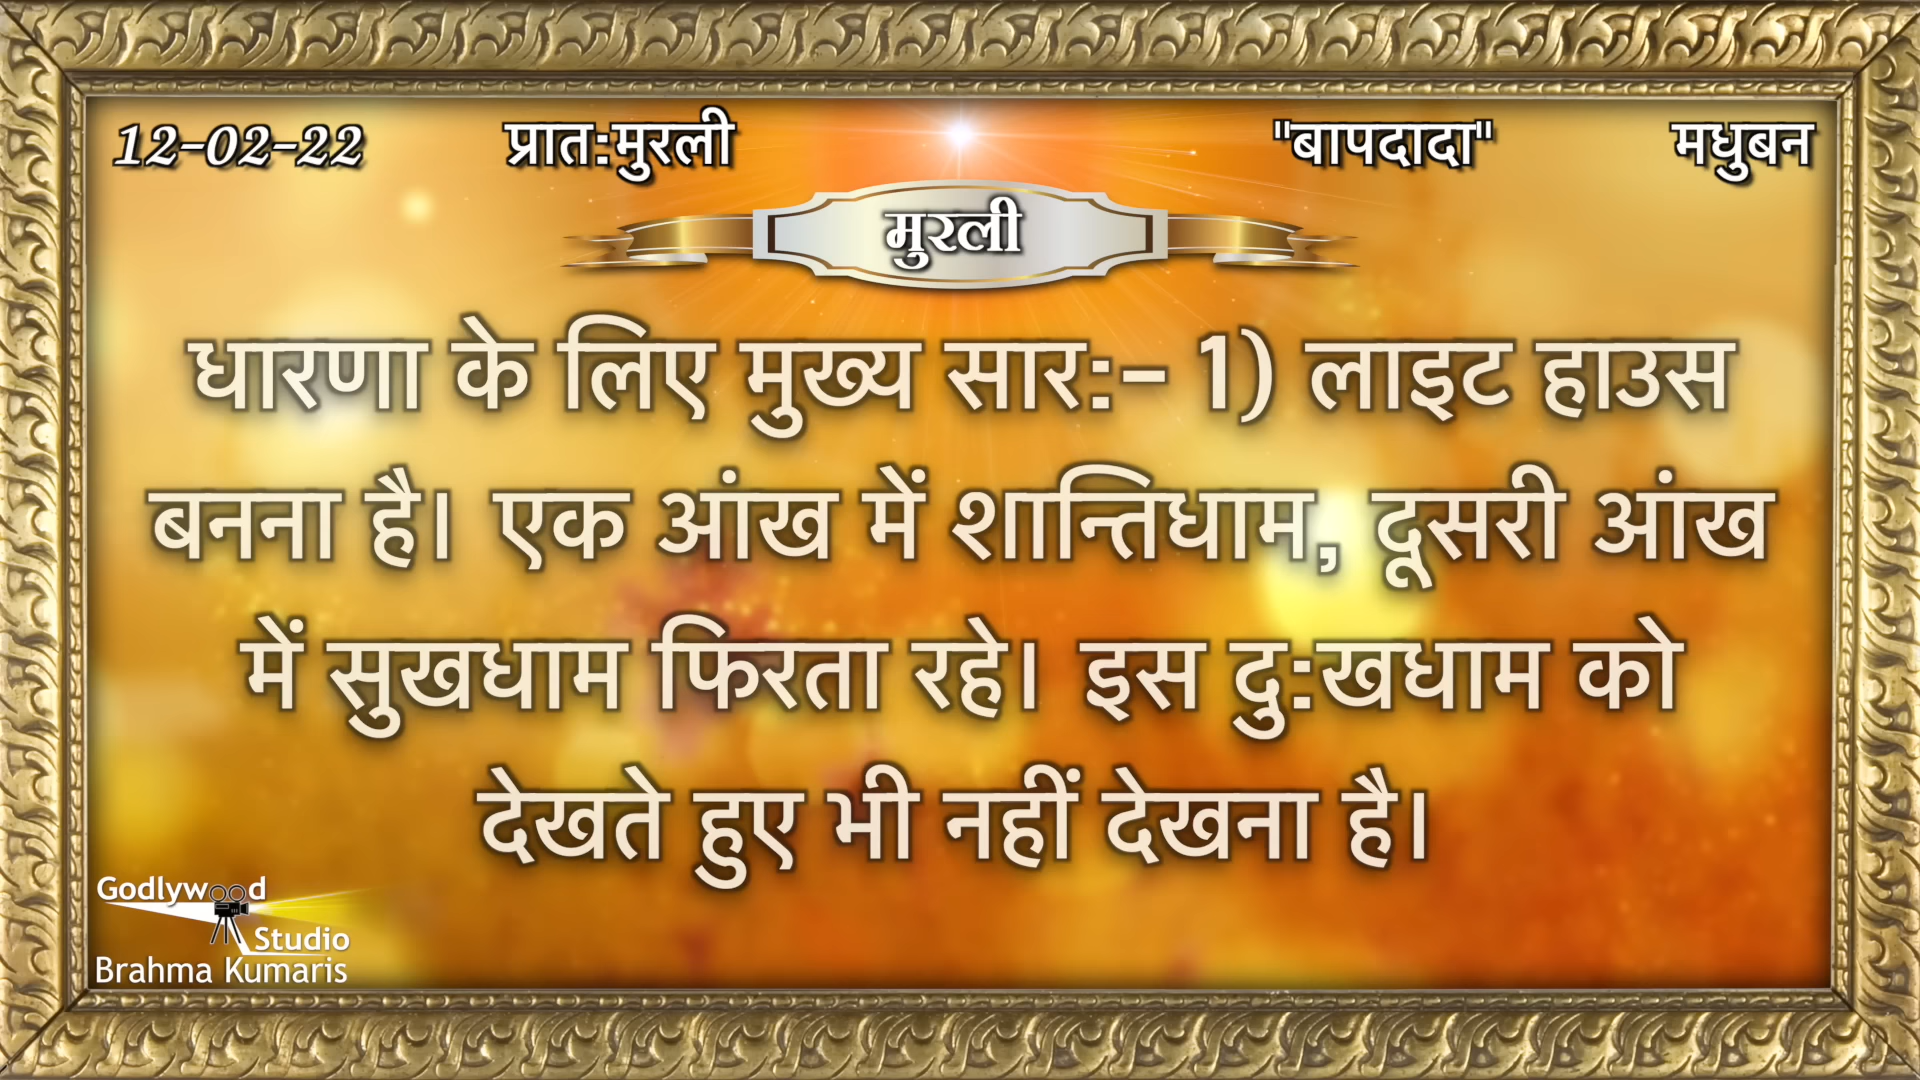 12-02-22 प्रात:मुरली "बापदादा" मधुबन
मुरली
धारणा के लिए मुख्य सार:- 1) लाइट हाउस
बनना है। एक आंख में शान्तिधाम, दूसरी आंख
में सुखधाम फिरता रहे। इस दु:खधाम को
देखते हुए भी नहीं देखना है।
Godlywood
Studio
Brahma Kumaris